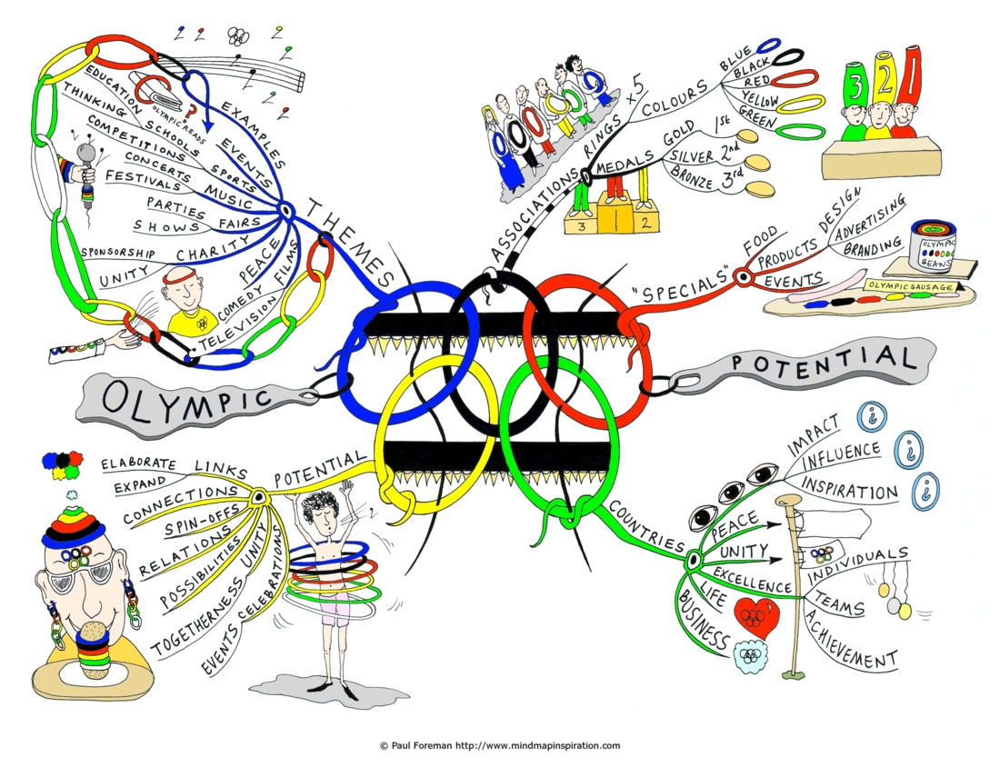 OLYMPIC
POTENTIAL
THEMES
EXAMPLES
EVENTS
EDUCATION
THINKING
SCHOOLS
COMPETITIONS
SPORTS
CONCERTS
FESTIVALS
MUSIC
PARTIES
SHOWS
FAIRS
SPONSORSHIP
UNITY
CHARITY
PEACE
COMEDY
FILMS
TELEVISION
OLYMPIC READS
?
ASSOCIATIONS
RINGS
x5
COLOURS
BLUE
BLACK
RED
YELLOW
GREEN
MEDALS
GOLD 1st
SILVER 2nd
BRONZE 3rd
3 1 2
3 2 1
"SPECIALS"
FOOD
PRODUCTS
DESIGN
ADVERTISING
BRANDING
EVENTS
OLYMPIC
BEANS
OLYMPIC SAUSAGE
COUNTRIES
IMPACT i
INFLUENCE i
INSPIRATION i
PEACE
UNITY
EXCELLENCE
INDIVIDUALS
TEAMS
ACHIEVEMENT
LIFE
BUSINESS
POTENTIAL
LINKS
ELABORATE
EXPAND
CONNECTIONS
SPIN-OFFS
RELATIONS
POSSIBILITIES
TOGETHERNESS
UNITY
EVENTS
CELEBRATIONS
© Paul Foreman http://www.mindmapinspiration.com